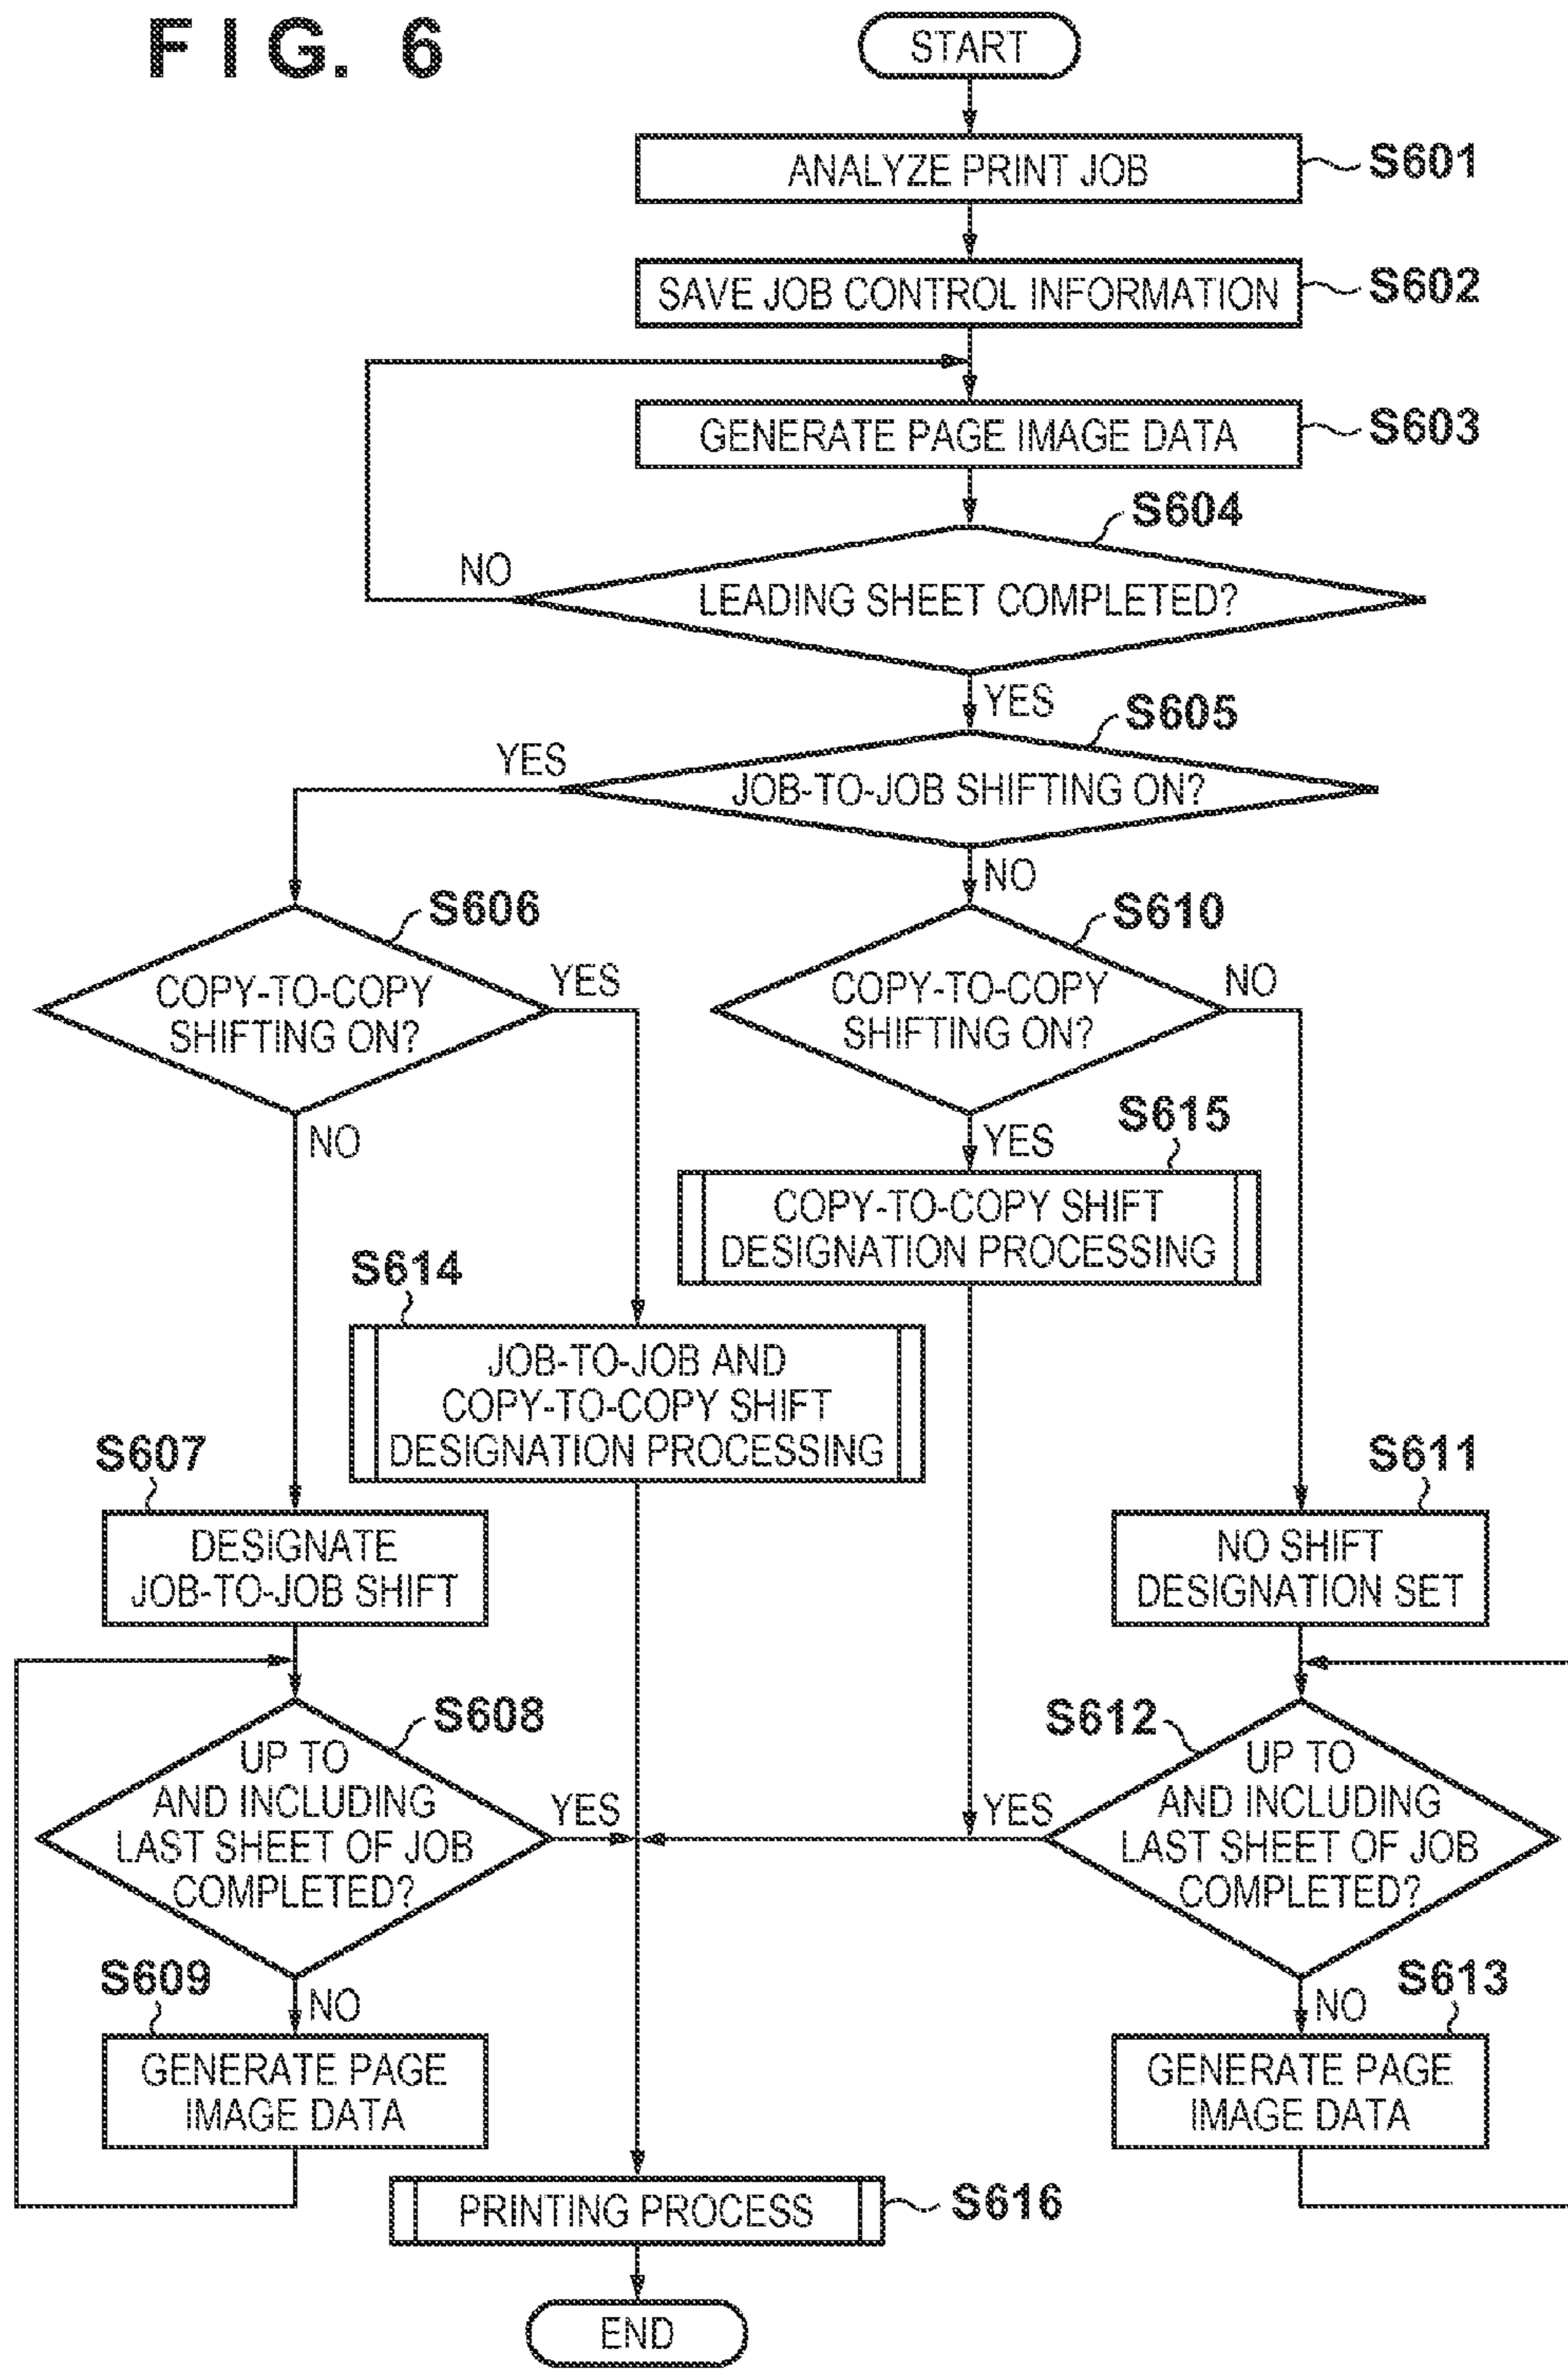 FIG. 6
START
ANALYZE PRINT JOB
S601
SAVE JOB CONTROL INFORMATION
S602
GENERATE PAGE IMAGE DATA
S603
S604
NO
LEADING SHEET COMPLETED?
YES
S605
YES
JOB-TO-JOB SHIFTING ON?
NO
S606
COPY-TO-COPY
SHIFTING ON?
YES
NO
S610
COPY-TO-COPY
SHIFTING ON?
NO
YES
S615
COPY-TO-COPY SHIFT
DESIGNATION PROCESSING
S614
JOB-TO-JOB AND
COPY-TO-COPY SHIFT
DESIGNATION PROCESSING
S607
DESIGNATE
JOB-TO-JOB SHIFT
S611
NO SHIFT
DESIGNATION SET
S608
UP TO
AND INCLUDING
LAST SHEET OF JOB
COMPLETED?
YES
NO
S612
UP TO
AND INCLUDING
LAST SHEET OF JOB
COMPLETED?
YES
NO
S609
GENERATE PAGE
IMAGE DATA
S613
GENERATE PAGE
IMAGE DATA
PRINTING PROCESS
S616
END